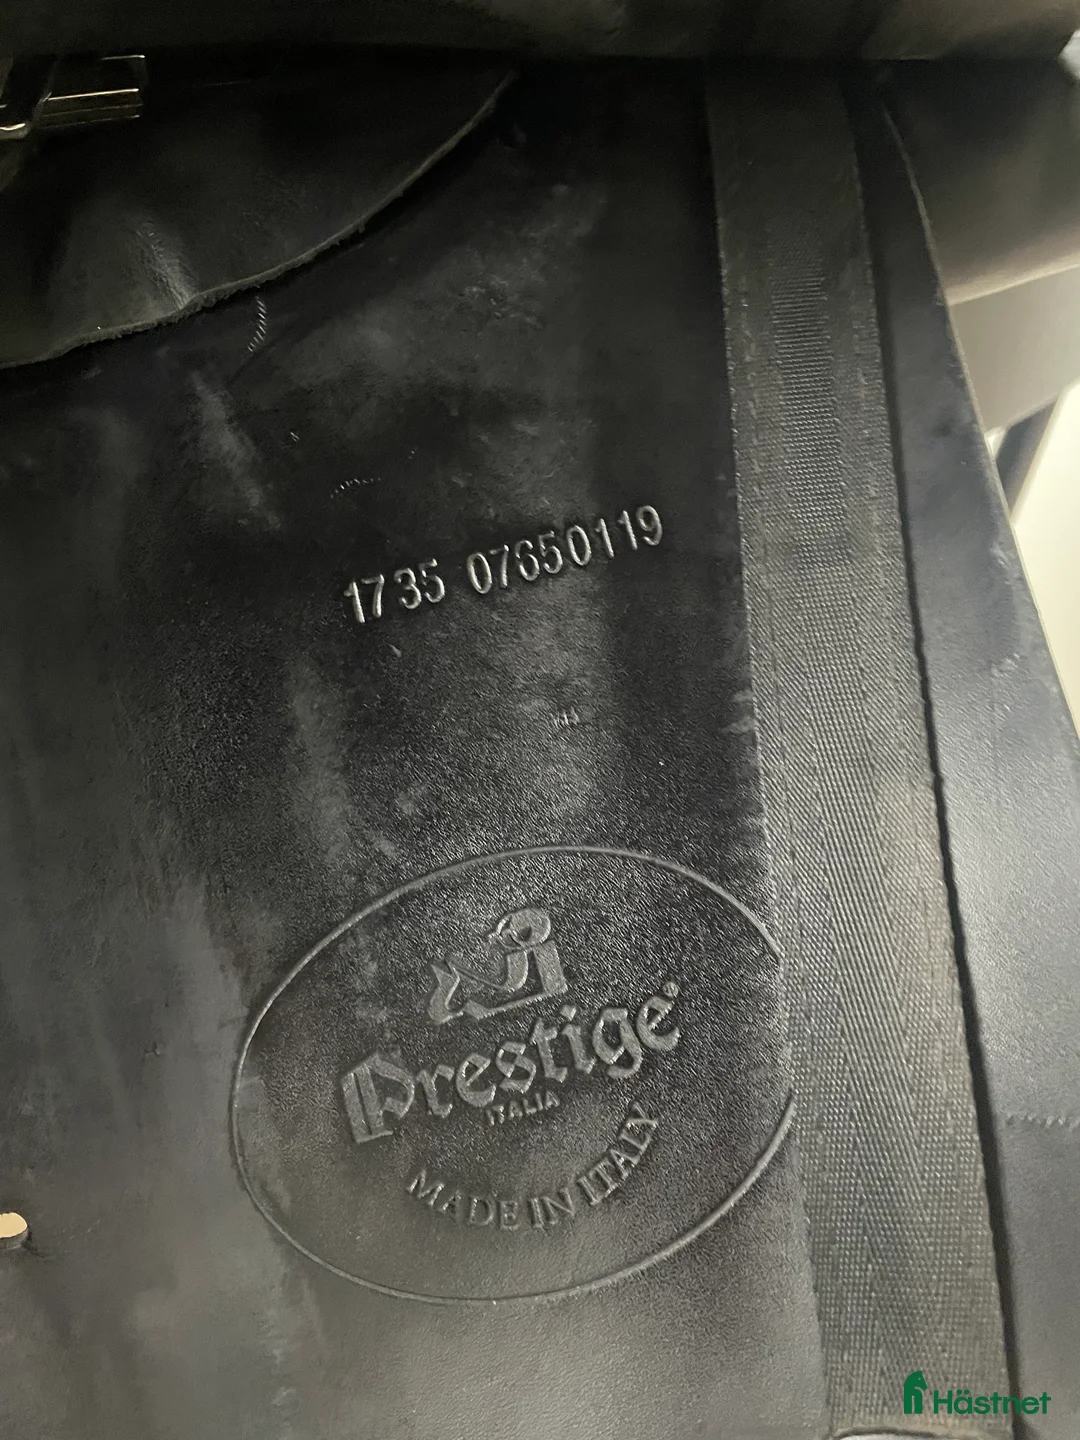 1735 07650119
Prestige®
ITALIA
MADE IN ITALY
Hästnet